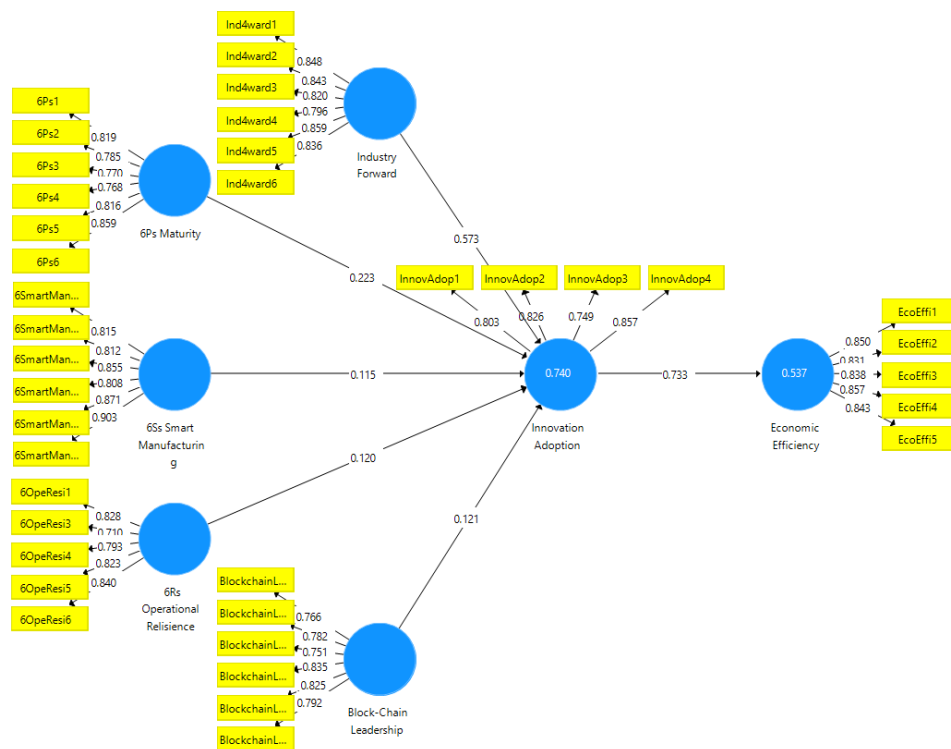 Ind4ward1
Ind4ward2
Ind4ward3
Ind4ward4
Ind4ward5
Ind4ward6
0.848
0.843
0.820
0.796
0.859
0.836
Industry
Forward
6Ps1
6Ps2
6Ps3
6Ps4
6Ps5
6Ps6
0.819
0.785
0.770
0.768
0.816
0.859
6Ps Maturity
0.573
0.223
InnovAdop1
InnovAdop2
InnovAdop3
InnovAdop4
0.803
0.826
0.749
0.857
6SmartMan...
6SmartMan...
6SmartMan...
6SmartMan...
6SmartMan...
6SmartMan...
0.815
0.812
0.855
0.808
0.871
0.903
6Ss Smart
Manufacturin
g
0.115
0.740
Innovation
Adoption
0.733
0.537
Economic
Efficiency
EcoEffi1
EcoEffi2
EcoEffi3
EcoEffi4
EcoEffi5
0.850
0.831
0.838
0.857
0.843
6OpeResi1
6OpeResi3
6OpeResi4
6OpeResi5
6OpeResi6
0.828
0.710
0.793
0.823
0.840
6Rs
Operational
Relisience
0.120
0.121
BlockchainL...
BlockchainL...
BlockchainL...
BlockchainL...
BlockchainL...
BlockchainL...
0.766
0.782
0.751
0.835
0.825
0.792
Block-Chain
Leadership